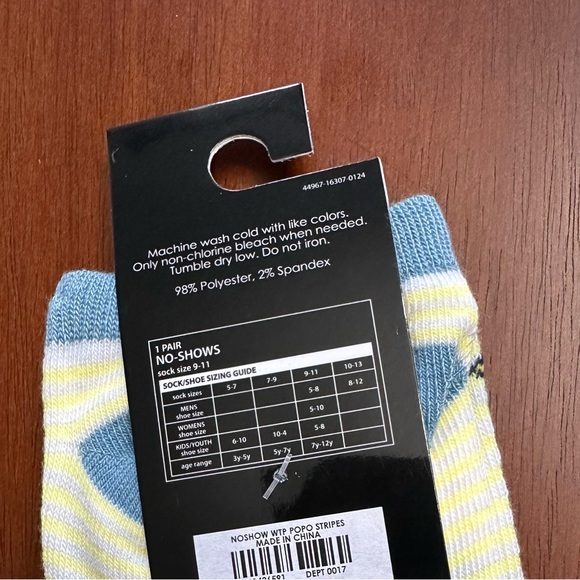 44967-16307-0124
Machine wash cold with like colors.
Only non-chlorine bleach when needed.
Tumble dry low. Do not iron.
98% Polyester, 2% Spandex
1 PAIR
NO-SHOWS
sock size 9-11
SOCK/SHOE SIZING GUIDE
sock sizes 5-7 7-9 9-11 10-13
MENS shoe size 5-8 8-12
WOMENS shoe size 5-10
KIDS/YOUTH shoe size 6-10 10-4 5-8
age range 3y-5y 5y-7y 7y-12y
NOSHOW WTP POPO STRIPES
MADE IN CHINA
DEPT 0017